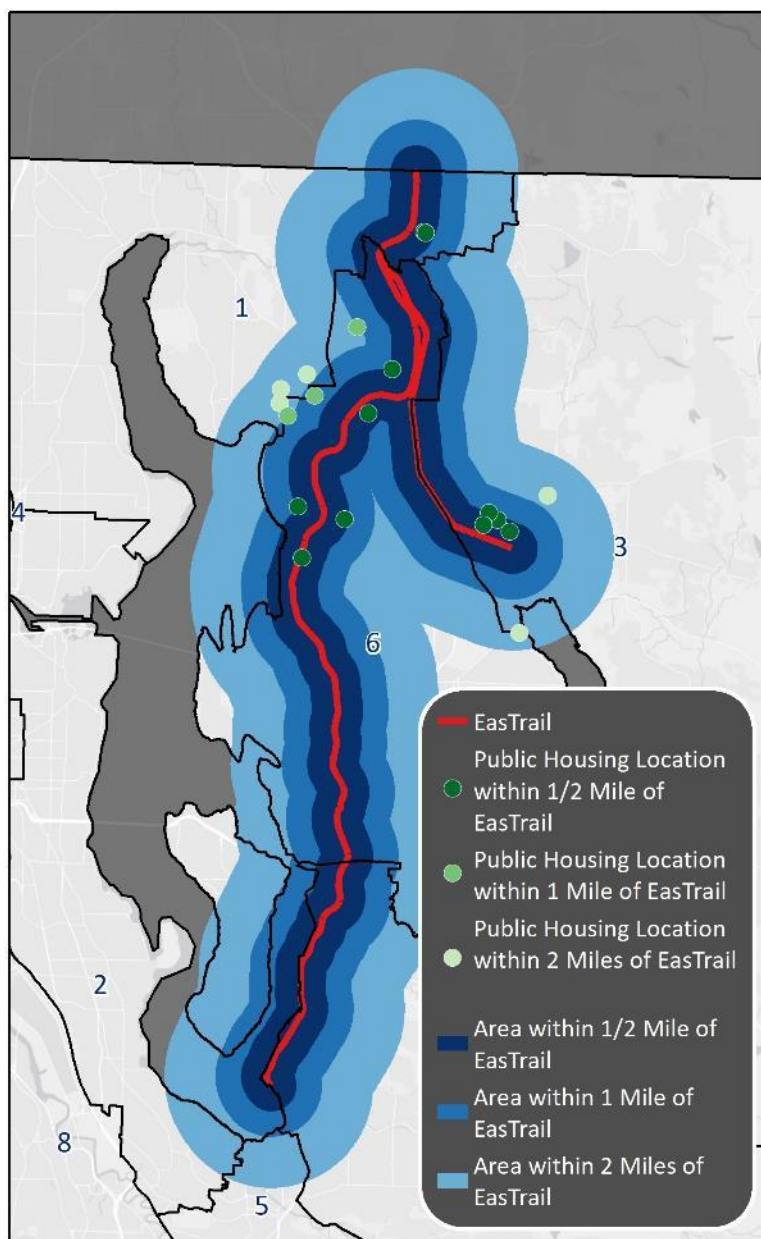 1
4
3
6
2
8
5
EasTrail
Public Housing Location
within 1/2 Mile of
EasTrail
Public Housing Location
within 1 Mile of EasTrail
Public Housing Location
within 2 Miles of EasTrail
Area within 1/2 Mile of
EasTrail
Area within 1 Mile of
EasTrail
Area within 2 Miles of
EasTrail